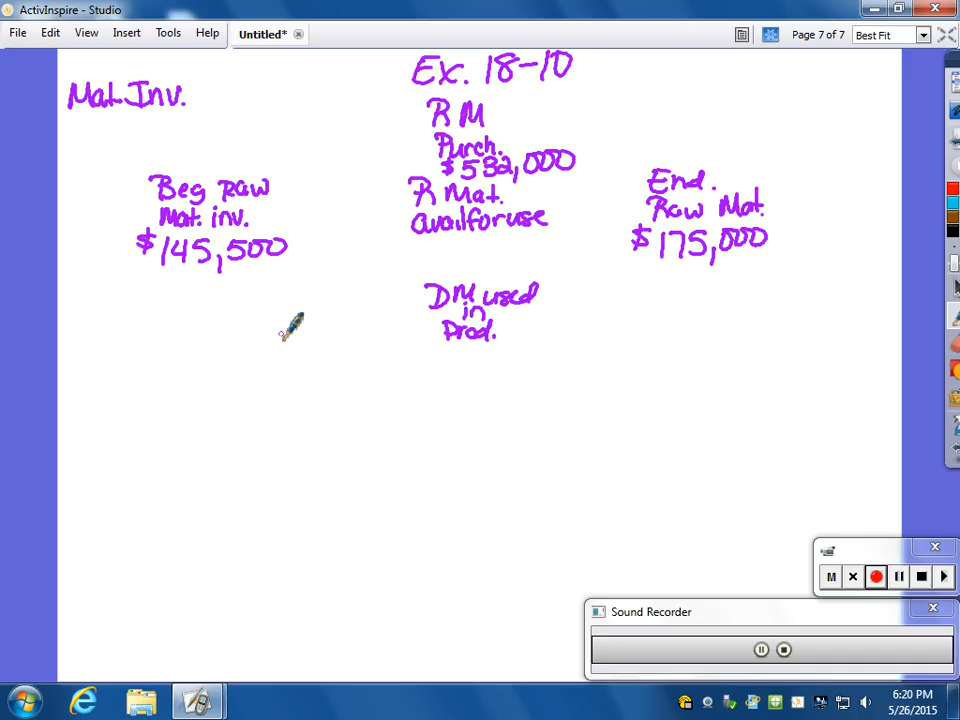 ActivInspire - Studio
File Edit View Insert Tools Help Untitled* Page 7 of 7 Best Fit
Ex. 18-10
Mat. Inv.
R M
Purch.
$532,000
Beg Raw
Mat. inv.
$145,500
R Mat.
avail for use
End.
Raw Mat.
$175,000
DM used
in
Prod.
M
Sound Recorder
6:20 PM
5/26/2015